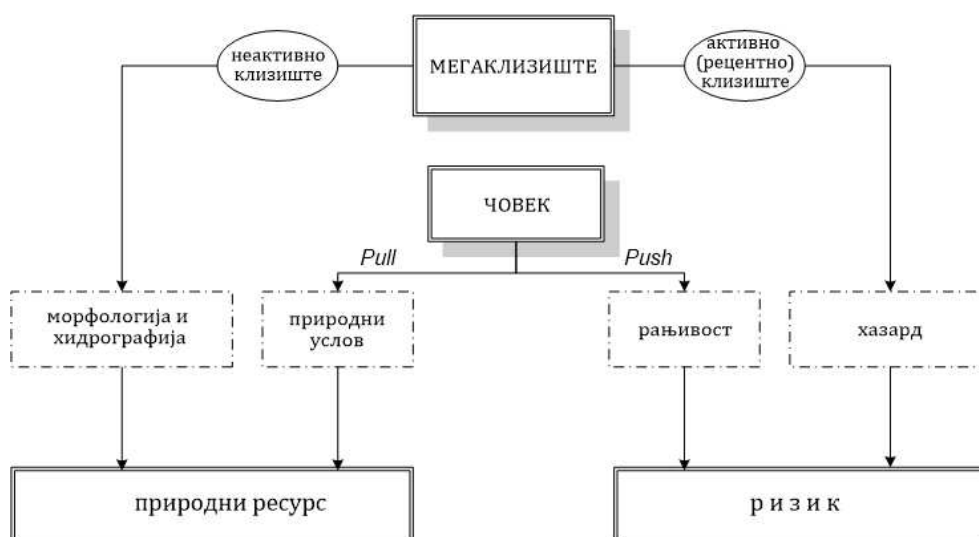 неактивно
клизиште
МЕГАКЛИЗИШТЕ
активно
(рецентно)
клизиште
ЧОВЕК
Pull
Push
морфологија и
хидрографија
природни
услов
рањивост
хазард
природни ресурс
р и з и к